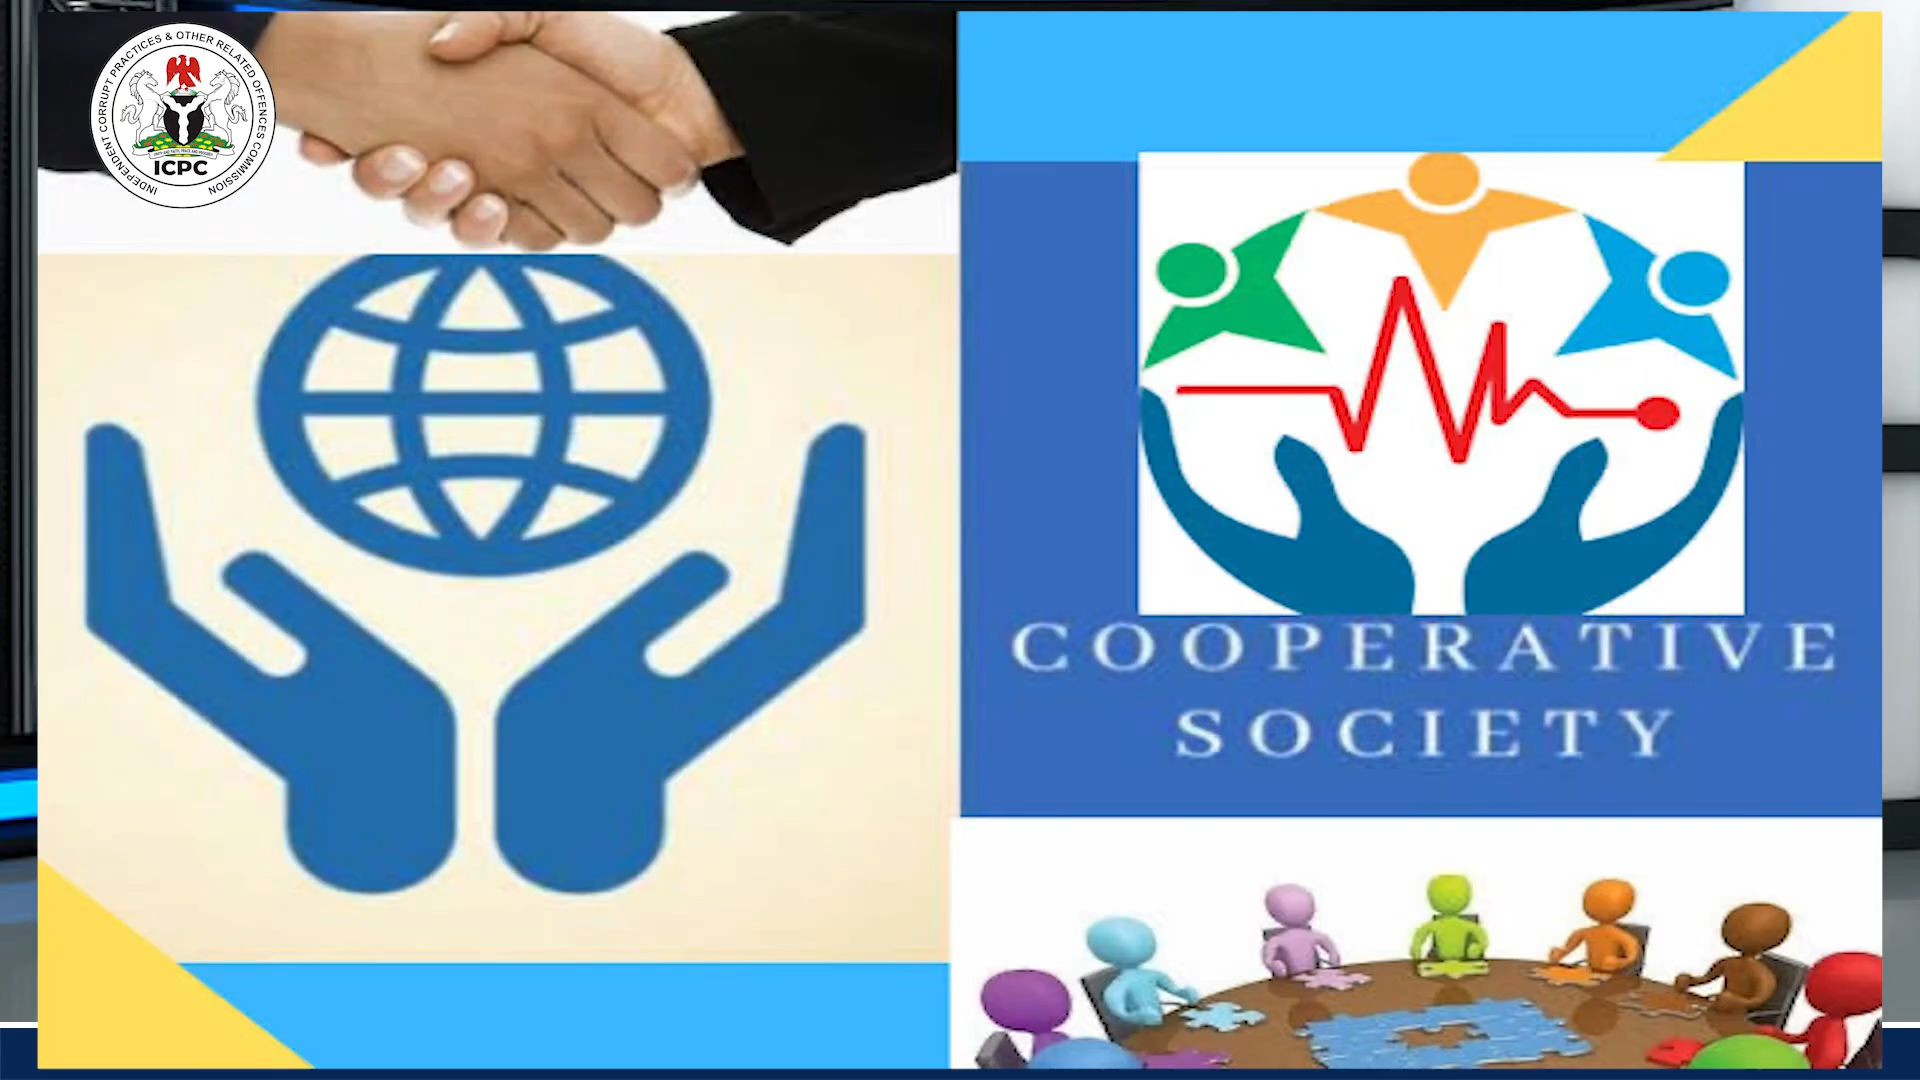 INDEPENDENT CORRUPT PRACTICES & OTHER RELATED OFFENCES COMMISSION
ICPC
COOPERATIVE
SOCIETY